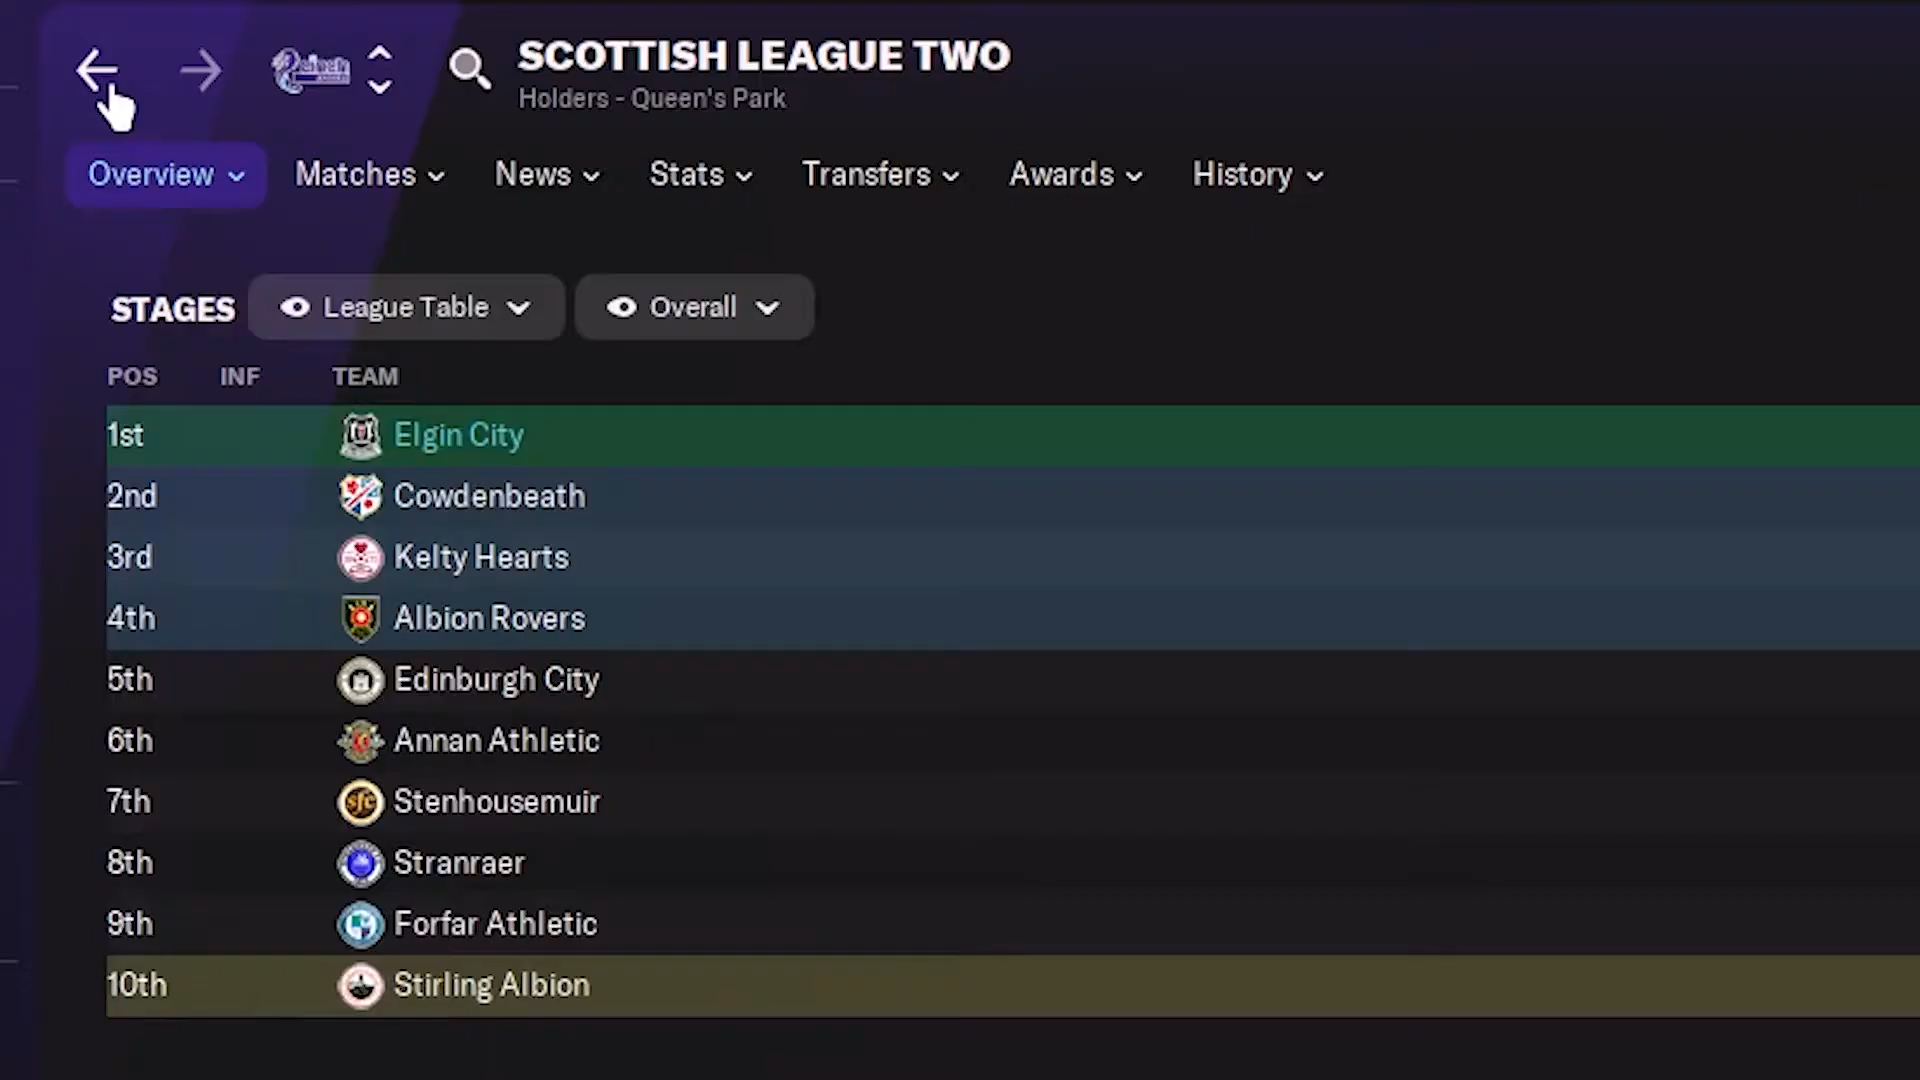 SCOTTISH LEAGUE TWO
Holders - Queen's Park
Overview Matches News Stats Transfers Awards History
STAGES League Table Overall
POS INF TEAM
1st Elgin City
2nd Cowdenbeath
3rd Kelty Hearts
4th Albion Rovers
5th Edinburgh City
6th Annan Athletic
7th Stenhousemuir
sfc
8th Stranraer
9th Forfar Athletic
10th Stirling Albion